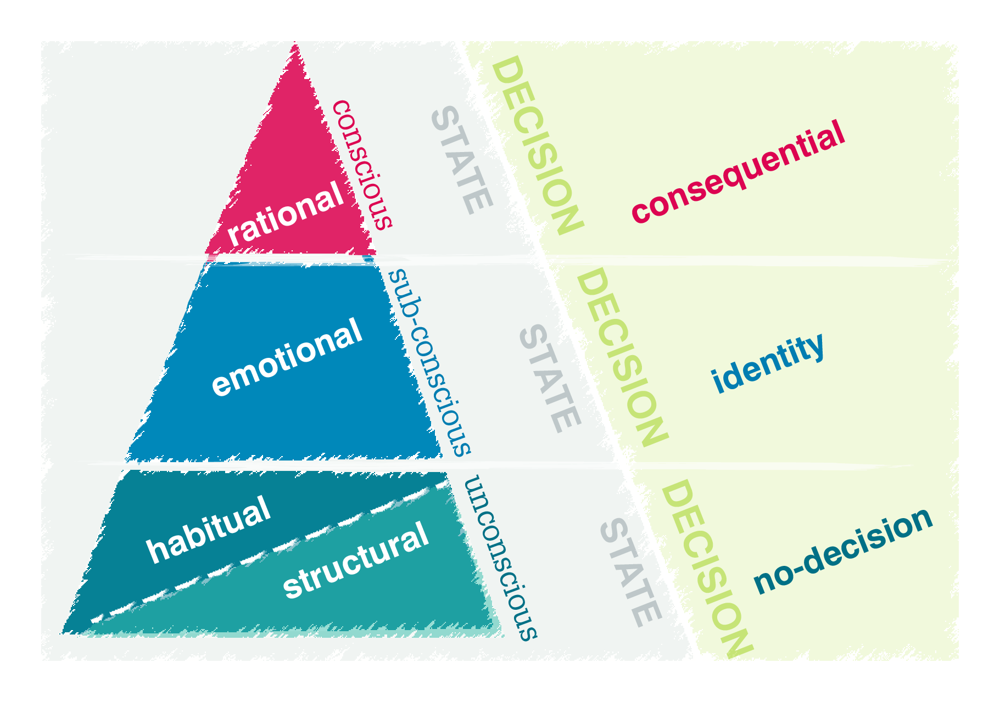 rational
conscious
STATE
DECISION
consequential
emotional
sub-conscious
STATE
DECISION
identity
habitual
structural
unconscious
STATE
DECISION
no-decision